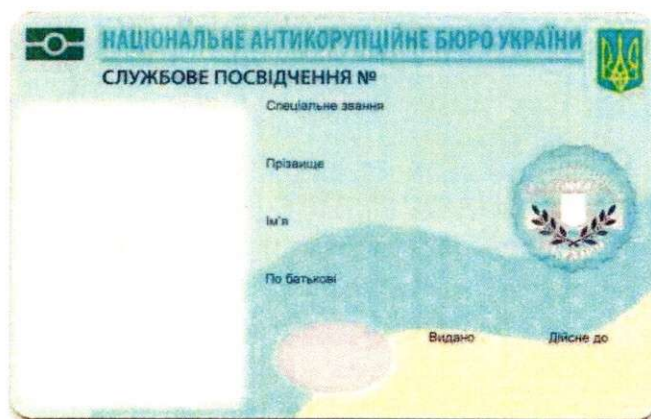 НАЦІОНАЛЬНЕ АНТИКОРУПЦІЙНЕ БЮРО УКРАЇНИ
СЛУЖБОВЕ ПОСВІДЧЕННЯ №
Спеціальне звання
Прізвище
Ім'я
По батькові
Видано Дійсне до